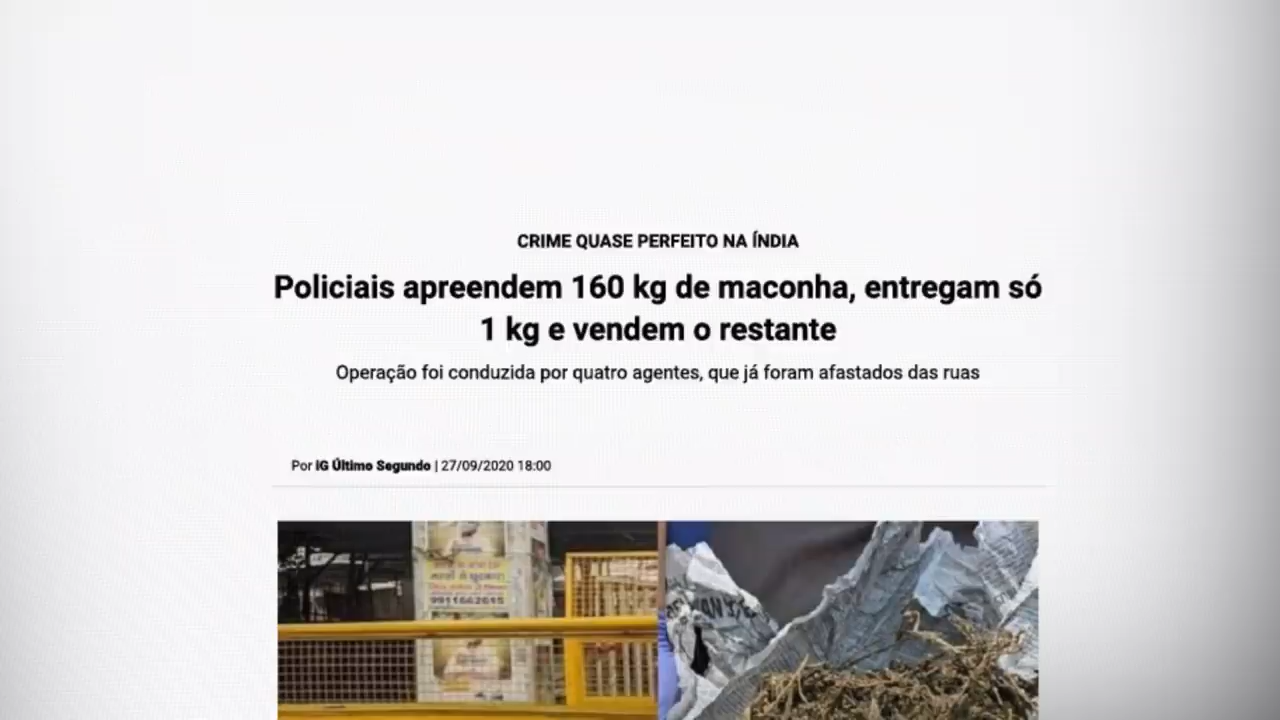 CRIME QUASE PERFEITO NA ÍNDIA
Policiais apreendem 160 kg de maconha, entregam só
1 kg e vendem o restante
Operação foi conduzida por quatro agentes, que já foram afastados das ruas
Por IG Último Segundo | 27/09/2020 18:00
9911662615